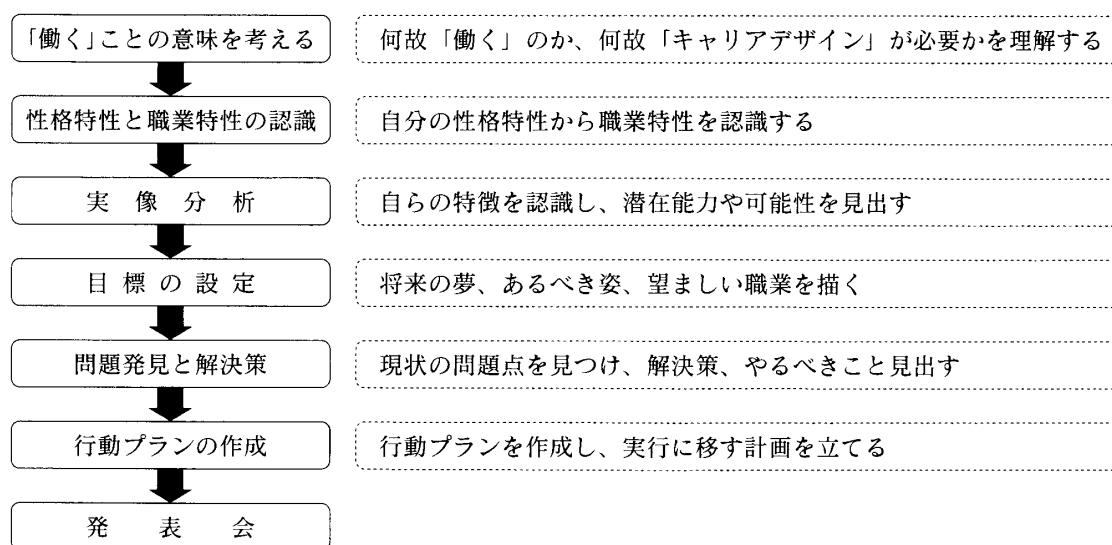 「働く」ことの意味を考える
何故「働く」のか、何故「キャリアデザイン」が必要かを理解する
性格特性と職業特性の認識
自分の性格特性から職業特性を認識する
実像分析
自らの特徴を認識し、潜在能力や可能性を見出す
目標の設定
将来の夢、あるべき姿、望ましい職業を描く
問題発見と解決策
現状の問題点を見つけ、解決策、やるべきこと見出す
行動プランの作成
行動プランを作成し、実行に移す計画を立てる
発表会